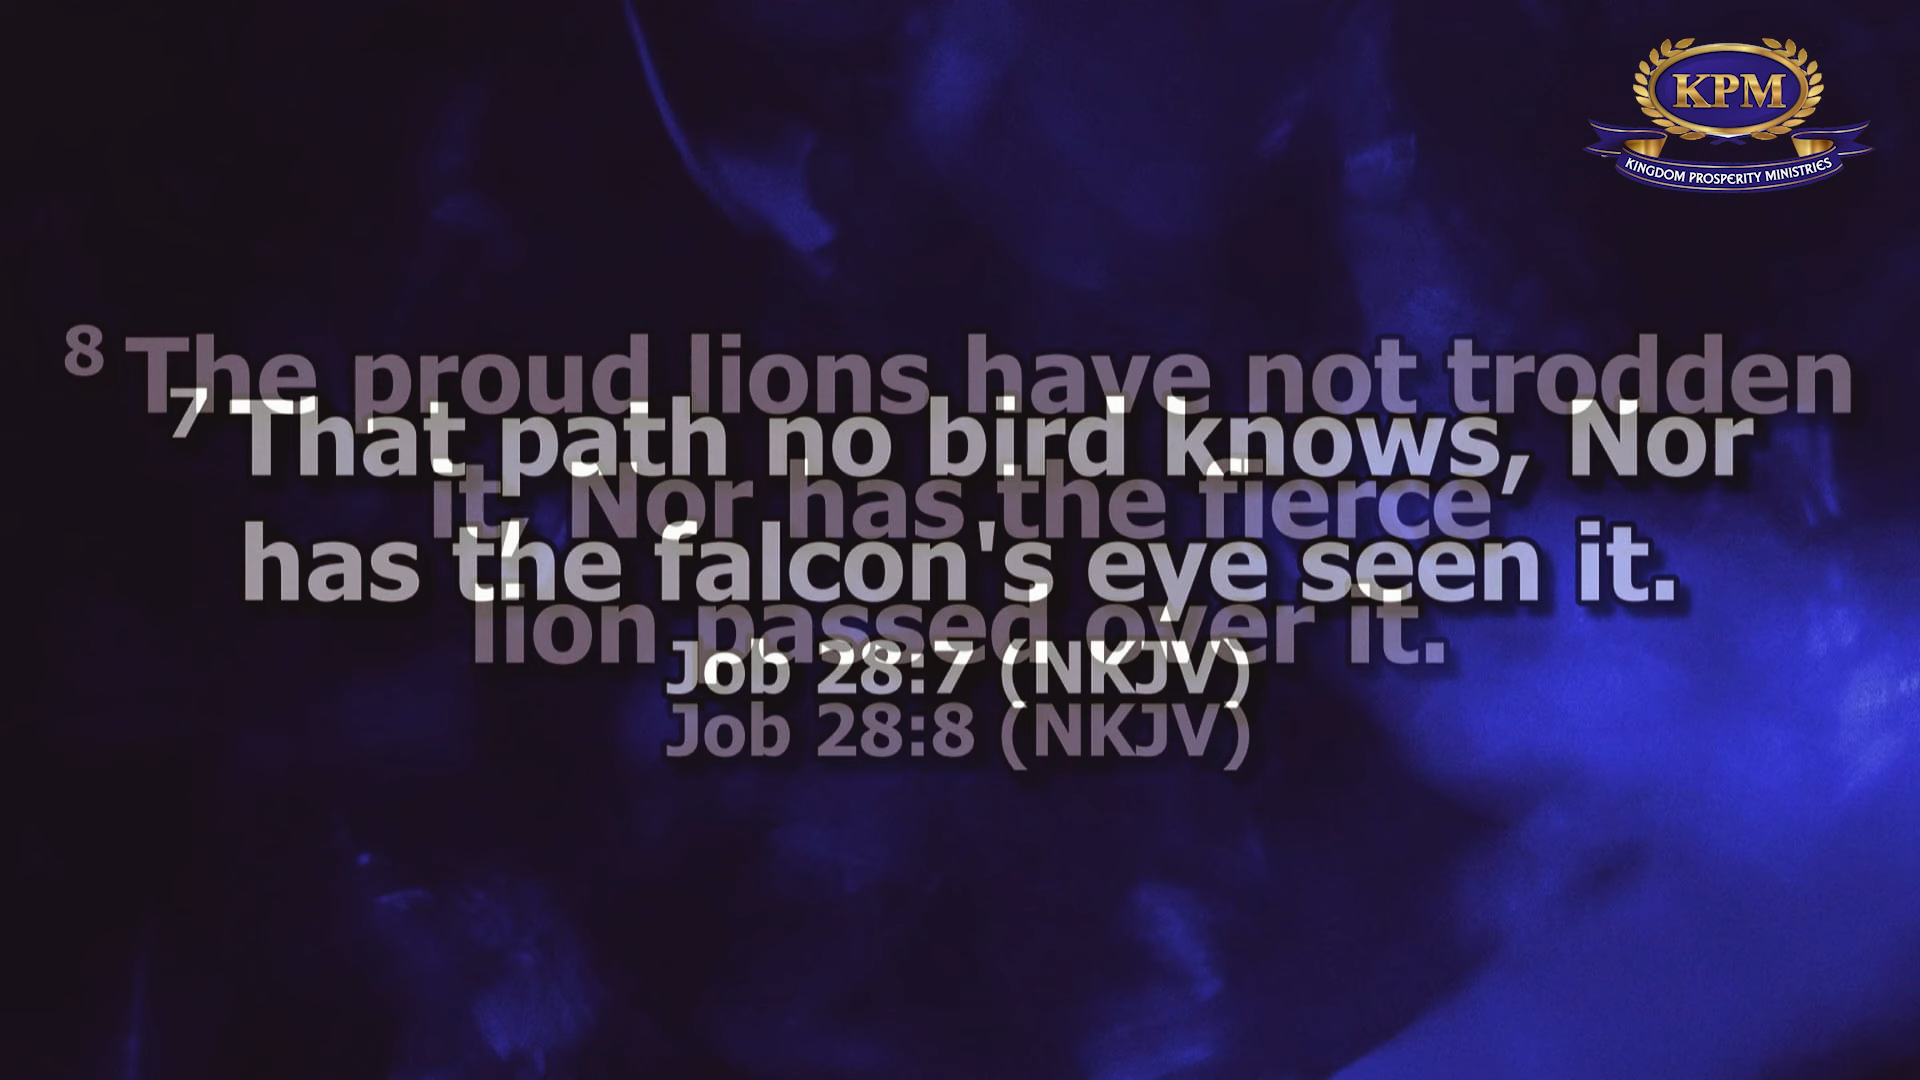 KPM
KINGDOM PROSPERITY MINISTRIES
8 The proud lions have not trodden
it, Nor has the fierce
lion passed over it.
Job 28:8 (NKJV)
7 That path no bird knows, Nor
has the falcon's eye seen it.
Job 28:7 (NKJV)